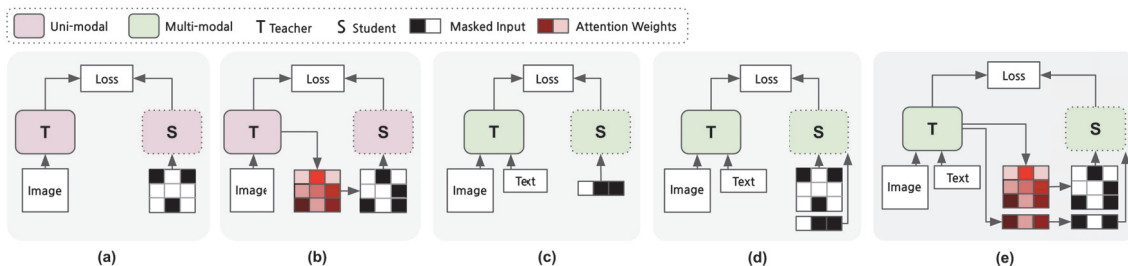 Uni-modal Multi-modal T Teacher S Student Masked Input Attention Weights
Loss Loss Loss Loss Loss
T S T S T S T S T S
Image Image Image Text Image Text Image Text
(a) (b) (c) (d) (e)